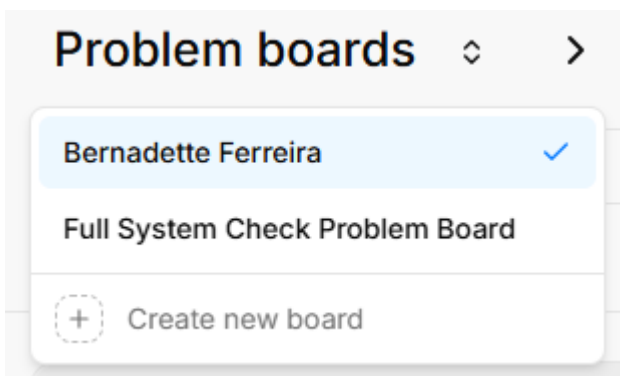 Problem boards
Bernadette Ferreira
Full System Check Problem Board
Create new board